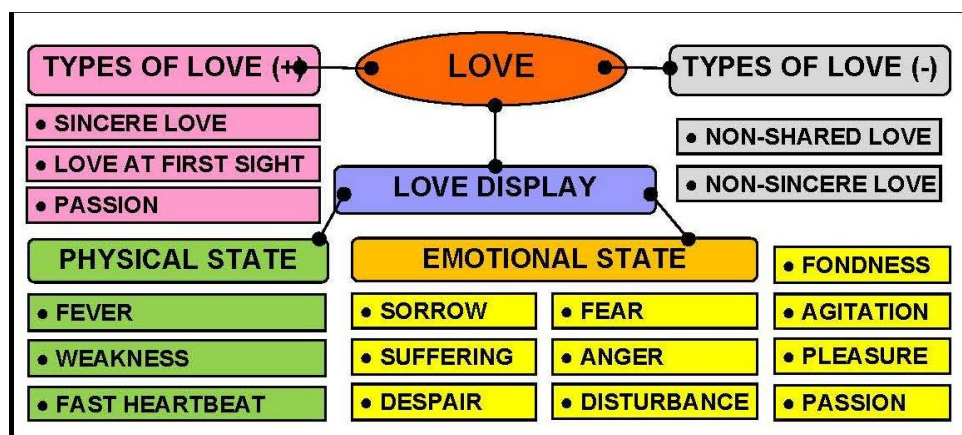 TYPES OF LOVE (+)
LOVE
TYPES OF LOVE (-)
• SINCERE LOVE
• LOVE AT FIRST SIGHT
• PASSION
• NON-SHARED LOVE
• NON-SINCERE LOVE
LOVE DISPLAY
PHYSICAL STATE
• FEVER
• WEAKNESS
• FAST HEARTBEAT
EMOTIONAL STATE
• SORROW
• SUFFERING
• DESPAIR
• FEAR
• ANGER
• DISTURBANCE
• FONDNESS
• AGITATION
• PLEASURE
• PASSION